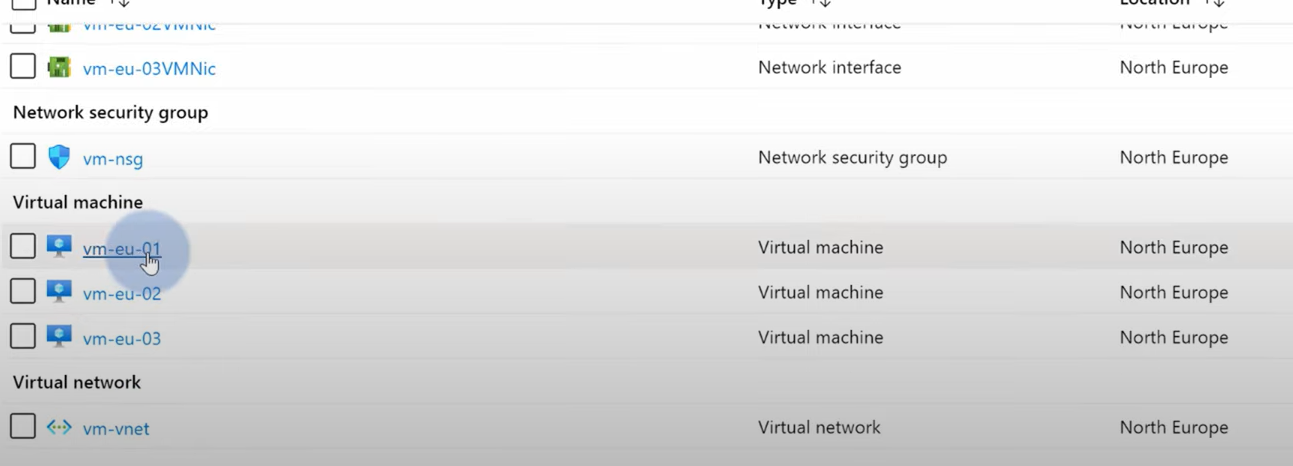 Name Type Location
vm-eu-02VMNic Network interface North Europe
vm-eu-03VMNic Network interface North Europe
Network security group
vm-nsg Network security group North Europe
Virtual machine
vm-eu-01 Virtual machine North Europe
vm-eu-02 Virtual machine North Europe
vm-eu-03 Virtual machine North Europe
Virtual network
vm-vnet Virtual network North Europe